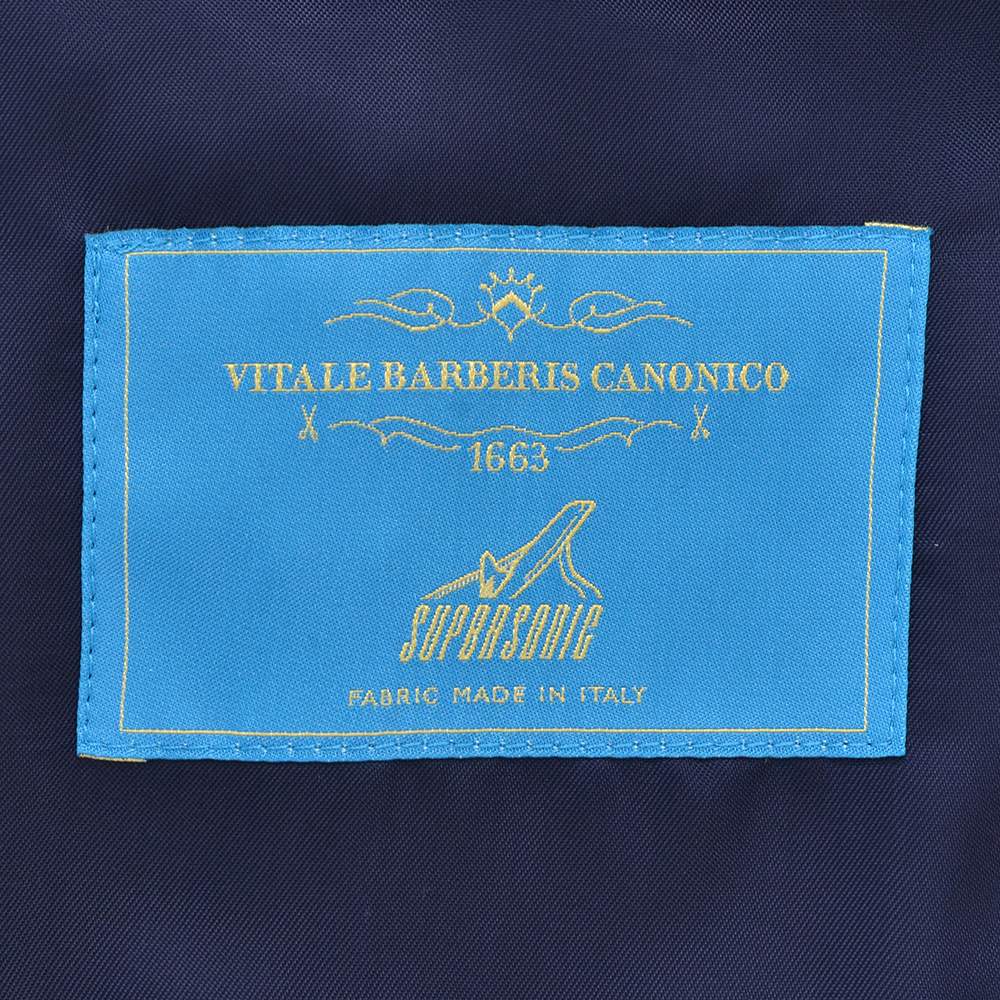 VITALE BARBERIS CANONICO
1663
SUPERSONIC
FABRIC MADE IN ITALY